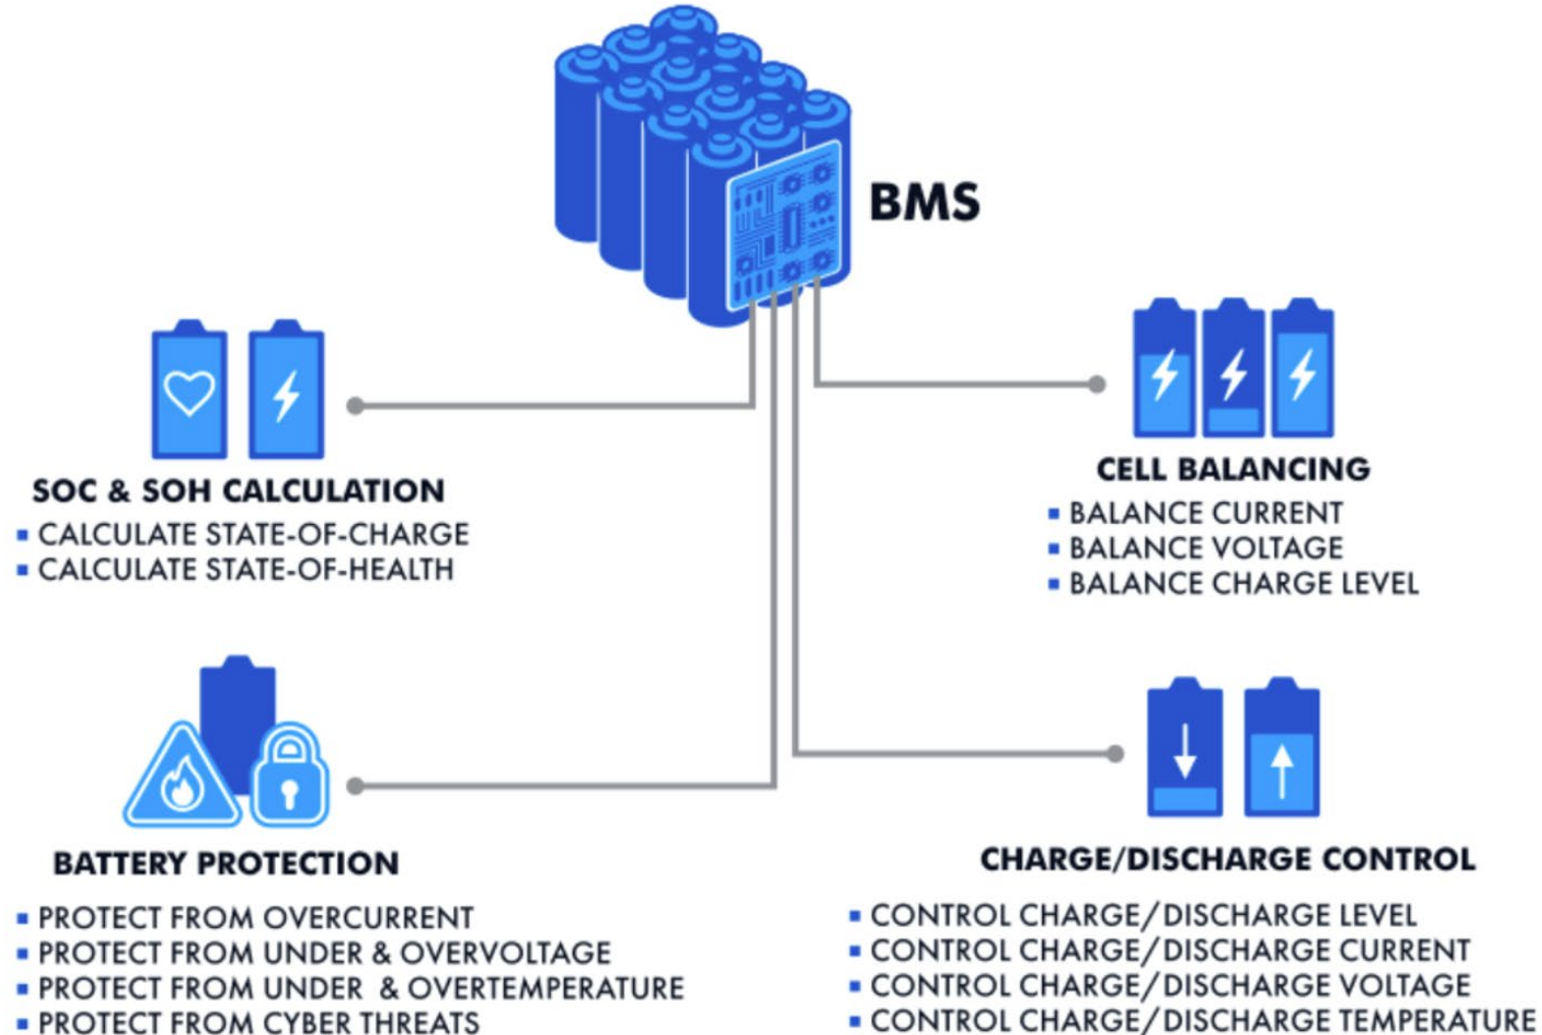 BMS
SOC & SOH CALCULATION
▪ CALCULATE STATE-OF-CHARGE
▪ CALCULATE STATE-OF-HEALTH
CELL BALANCING
▪ BALANCE CURRENT
▪ BALANCE VOLTAGE
▪ BALANCE CHARGE LEVEL
BATTERY PROTECTION
▪ PROTECT FROM OVERCURRENT
▪ PROTECT FROM UNDER & OVERVOLTAGE
▪ PROTECT FROM UNDER & OVERTEMPERATURE
▪ PROTECT FROM CYBER THREATS
CHARGE/DISCHARGE CONTROL
▪ CONTROL CHARGE/DISCHARGE LEVEL
▪ CONTROL CHARGE/DISCHARGE CURRENT
▪ CONTROL CHARGE/DISCHARGE VOLTAGE
▪ CONTROL CHARGE/DISCHARGE TEMPERATURE